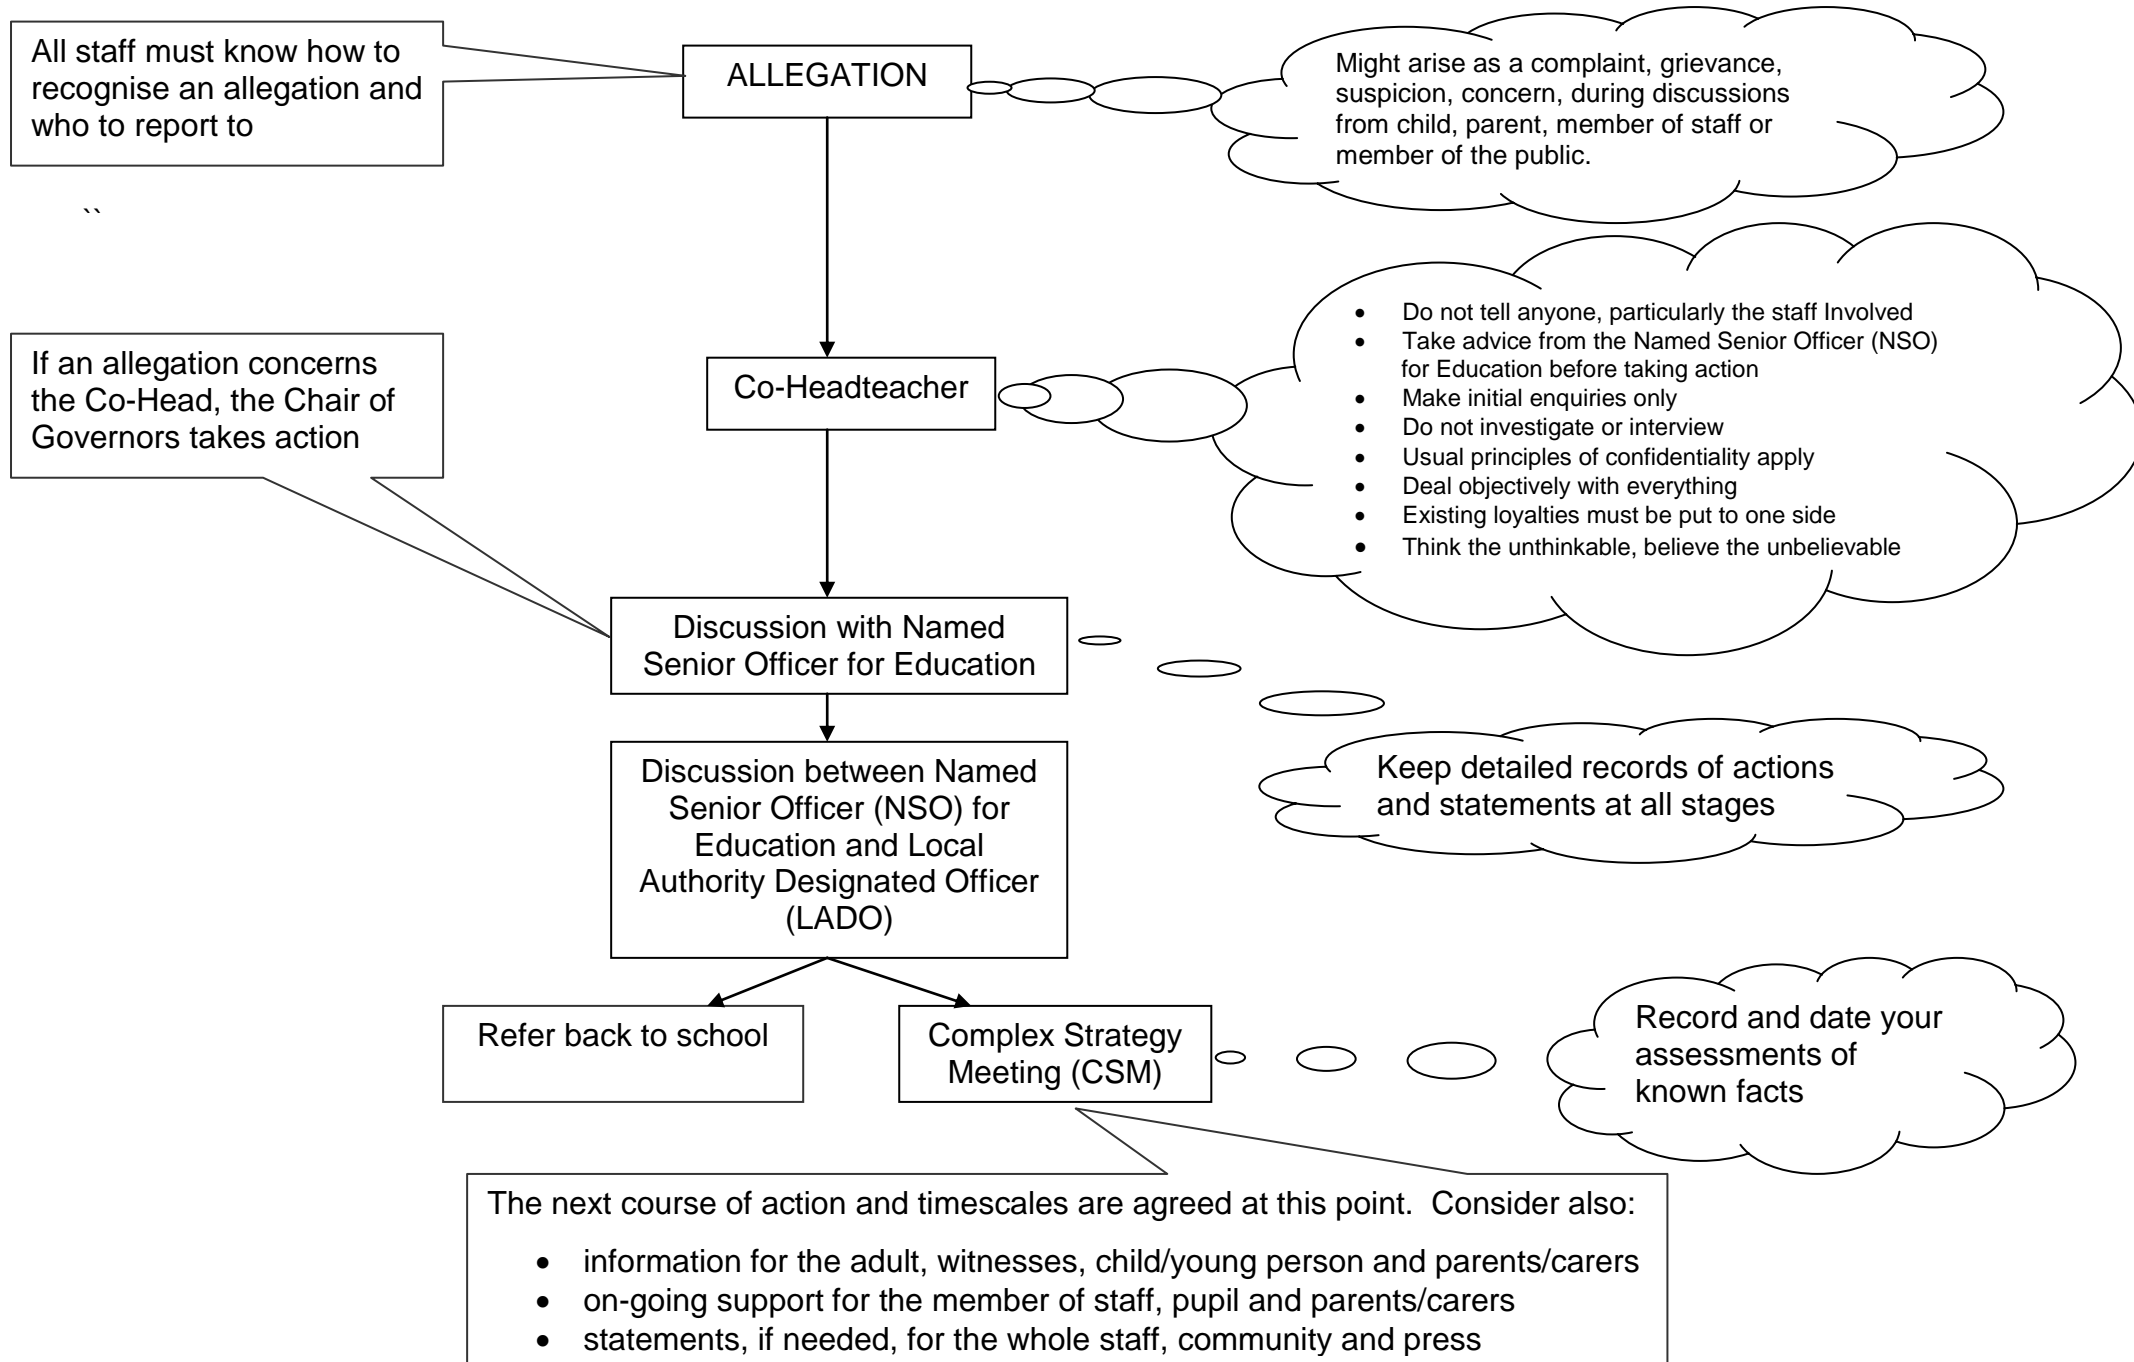 All staff must know how to
recognise an allegation and
who to report to
ALLEGATION
Might arise as a complaint, grievance,
suspicion, concern, during discussions
from child, parent, member of staff or
member of the public.
``
If an allegation concerns
the Co-Head, the Chair of
Governors takes action
Co-Headteacher
• Do not tell anyone, particularly the staff Involved
• Take advice from the Named Senior Officer (NSO)
for Education before taking action
• Make initial enquiries only
• Do not investigate or interview
• Usual principles of confidentiality apply
• Deal objectively with everything
• Existing loyalties must be put to one side
• Think the unthinkable, believe the unbelievable
Discussion with Named
Senior Officer for Education
Discussion between Named
Senior Officer (NSO) for
Education and Local
Authority Designated Officer
(LADO)
Keep detailed records of actions
and statements at all stages
Refer back to school
Complex Strategy
Meeting (CSM)
Record and date your
assessments of
known facts
The next course of action and timescales are agreed at this point.  Consider also:
• information for the adult, witnesses, child/young person and parents/carers
• on-going support for the member of staff, pupil and parents/carers
• statements, if needed, for the whole staff, community and press